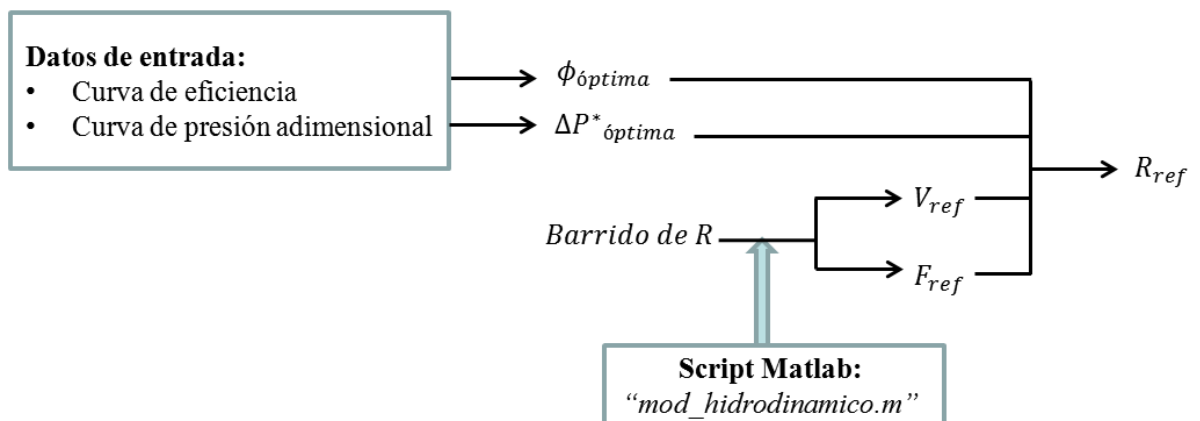 Datos de entrada:
• Curva de eficiencia
• Curva de presión adimensional
ϕóptima
ΔP*óptima
Rref
Vref
Barrido de R
Fref
Script Matlab:
“mod_hidrodinamico.m”